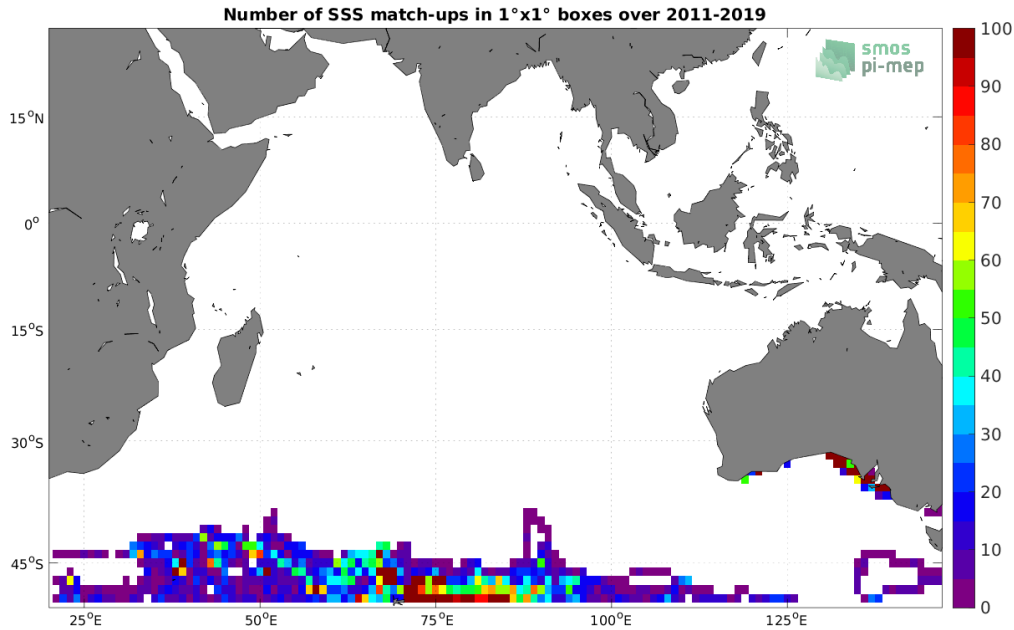 Number of SSS match-ups in 1°x1° boxes over 2011-2019
smos
pi-mep
100
90
80
70
60
50
40
30
20
10
0
15°N
0°
15°S
30°S
45°S
25°E
50°E
75°E
100°E
125°E